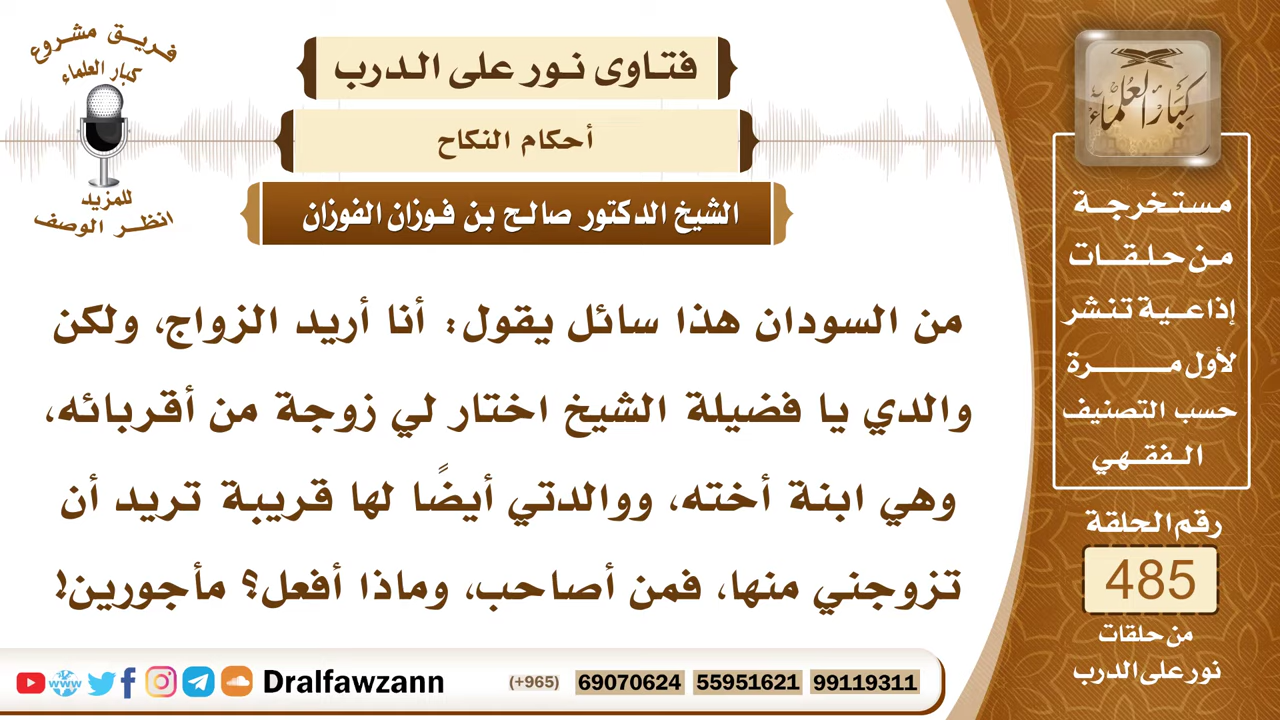 فريق مشروع
كبار العلماء
للمزيد
انظر الوصف
فتاوى نور على الدرب
أحكام النكاح
الشيخ الدكتور صالح بن فوزان الفوزان
من السودان هذا سائل يقول: أنا أريد الزواج، ولكن
والدي يا فضيلة الشيخ اختار لي زوجة من أقربائه،
وهي ابنة أخته، ووالدتي أيضًا لها قريبة تريد أن
تزوجني منها، فمن أصاحب، وماذا أفعل؟ مأجورين!
كبار العلماء
مستخرجة
من حلقات
إذاعية تنشر
لأول مرة
حسب التصنيف
الفقهي
رقم الحلقة
485
من حلقات
نور على الدرب
www Dralfawzann (+965) 69070624 55951621 99119311